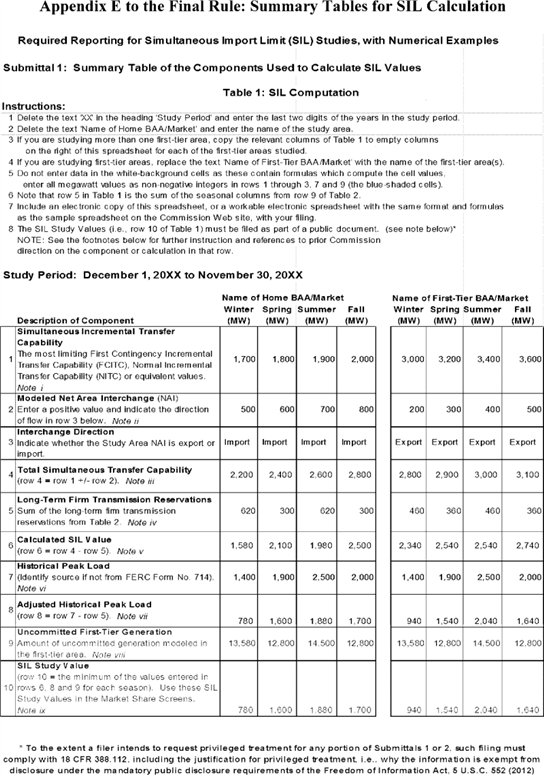 Appendix E to the Final Rule: Summary Tables for SIL Calculation
Required Reporting for Simultaneous Import Limit (SIL) Studies, with Numerical Examples
Submittal 1: Summary Table of the Components Used to Calculate SIL Values
Table 1: SIL Computation
Instructions:
1 Delete the text 'XX' in the heading 'Study Period' and enter the last two digits of the years in the study period.
2 Delete the text 'Name of Home BAA/Market' and enter the name of the study area.
3 If you are studying more than one first-tier area, copy the relevant columns of Table 1 to empty columns
on the right of this spreadsheet for each of the first-tier areas studied.
4 If you are studying first-tier areas, replace the text 'Name of First-Tier BAA/Market' with the name of the first-tier area(s).
5 Do not enter data in the white-background cells as these contain formulas which compute the cell values,
enter all megawatt values as non-negative integers in rows 1 through 3, 7 and 9 (the blue-shaded cells).
6 Note that row 5 in Table 1 is the sum of the seasonal columns from row 9 of Table 2.
7 Include an electronic copy of this spreadsheet, or a workable electronic spreadsheet with the same format and formulas
as the sample spreadsheet on the Commission Web site, with your filing.
8 The SIL Study Values (i.e., row 10 of Table 1) must be filed as part of a public document. (see note below)*
NOTE: See the footnotes below for further instruction and references to prior Commission
direction on the component or calculation in that row.
Study Period: December 1, 20XX to November 30, 20XX
Name of Home BAA/Market Name of First-Tier BAA/Market
Winter Spring Summer Fall Winter Spring Summer Fall
Description of Component (MW) (MW) (MW) (MW) (MW) (MW) (MW) (MW)
Simultaneous Incremental Transfer
Capability
1 The most limiting First Contingency Incremental 1,700 1,800 1,900 2,000 3,000 3,200 3,400 3,600
Transfer Capability (FCITC), Normal Incremental
Transfer Capability (NITC) or equivalent values.
Note i
Modeled Net Area Interchange (NAI)
2 Enter a positive value and indicate the direction 500 600 700 800 200 300 400 500
of flow in row 3 below. Note ii
Interchange Direction
3 Indicate whether the Study Area NAI is export or Import Import Import Import Export Export Export Export
import.
4 Total Simultaneous Transfer Capability 2,200 2,400 2,600 2,800 2,800 2,900 3,000 3,100
(row 4 = row 1 +/- row 2). Note iii
Long-Term Firm Transmission Reservations
5 Sum of the long-term firm transmission 620 300 620 300 460 360 460 360
reservations from Table 2. Note iv
6 Calculated SIL Value 1,580 2,100 1,980 2,500 2,340 2,540 2,540 2,740
(row 6 = row 4 - row 5). Note v
Historical Peak Load
7 (Identify source if not from FERC Form No. 714). 1,400 1,900 2,500 2,000 1,400 1,900 2,500 2,000
Note vi
8 Adjusted Historical Peak Load
(row 8 = row 7 - row 5). Note vii 780 1,600 1,880 1,700 940 1,540 2,040 1,640
Uncommitted First-Tier Generation
9 Amount of uncommitted generation modeled in 13,580 12,800 14,500 12,800 13,580 12,800 14,500 12,800
the first-tier area. Note viii
SIL Study Value
(row 10 = the minimum of the values entered in
10 rows 6, 8 and 9 for each season). Use these SIL
Study Values in the Market Share Screens.
Note ix 780 1,600 1,880 1,700 940 1,540 2,040 1,640
* To the extent a filer intends to request privileged treatment for any portion of Submittals 1 or 2, such filing must
comply with 18 CFR 388.112, including the justification for privileged treatment, i.e., why the information is exempt from
disclosure under the mandatory public disclosure requirements of the Freedom of Information Act, 5 U.S.C. 552 (2012)